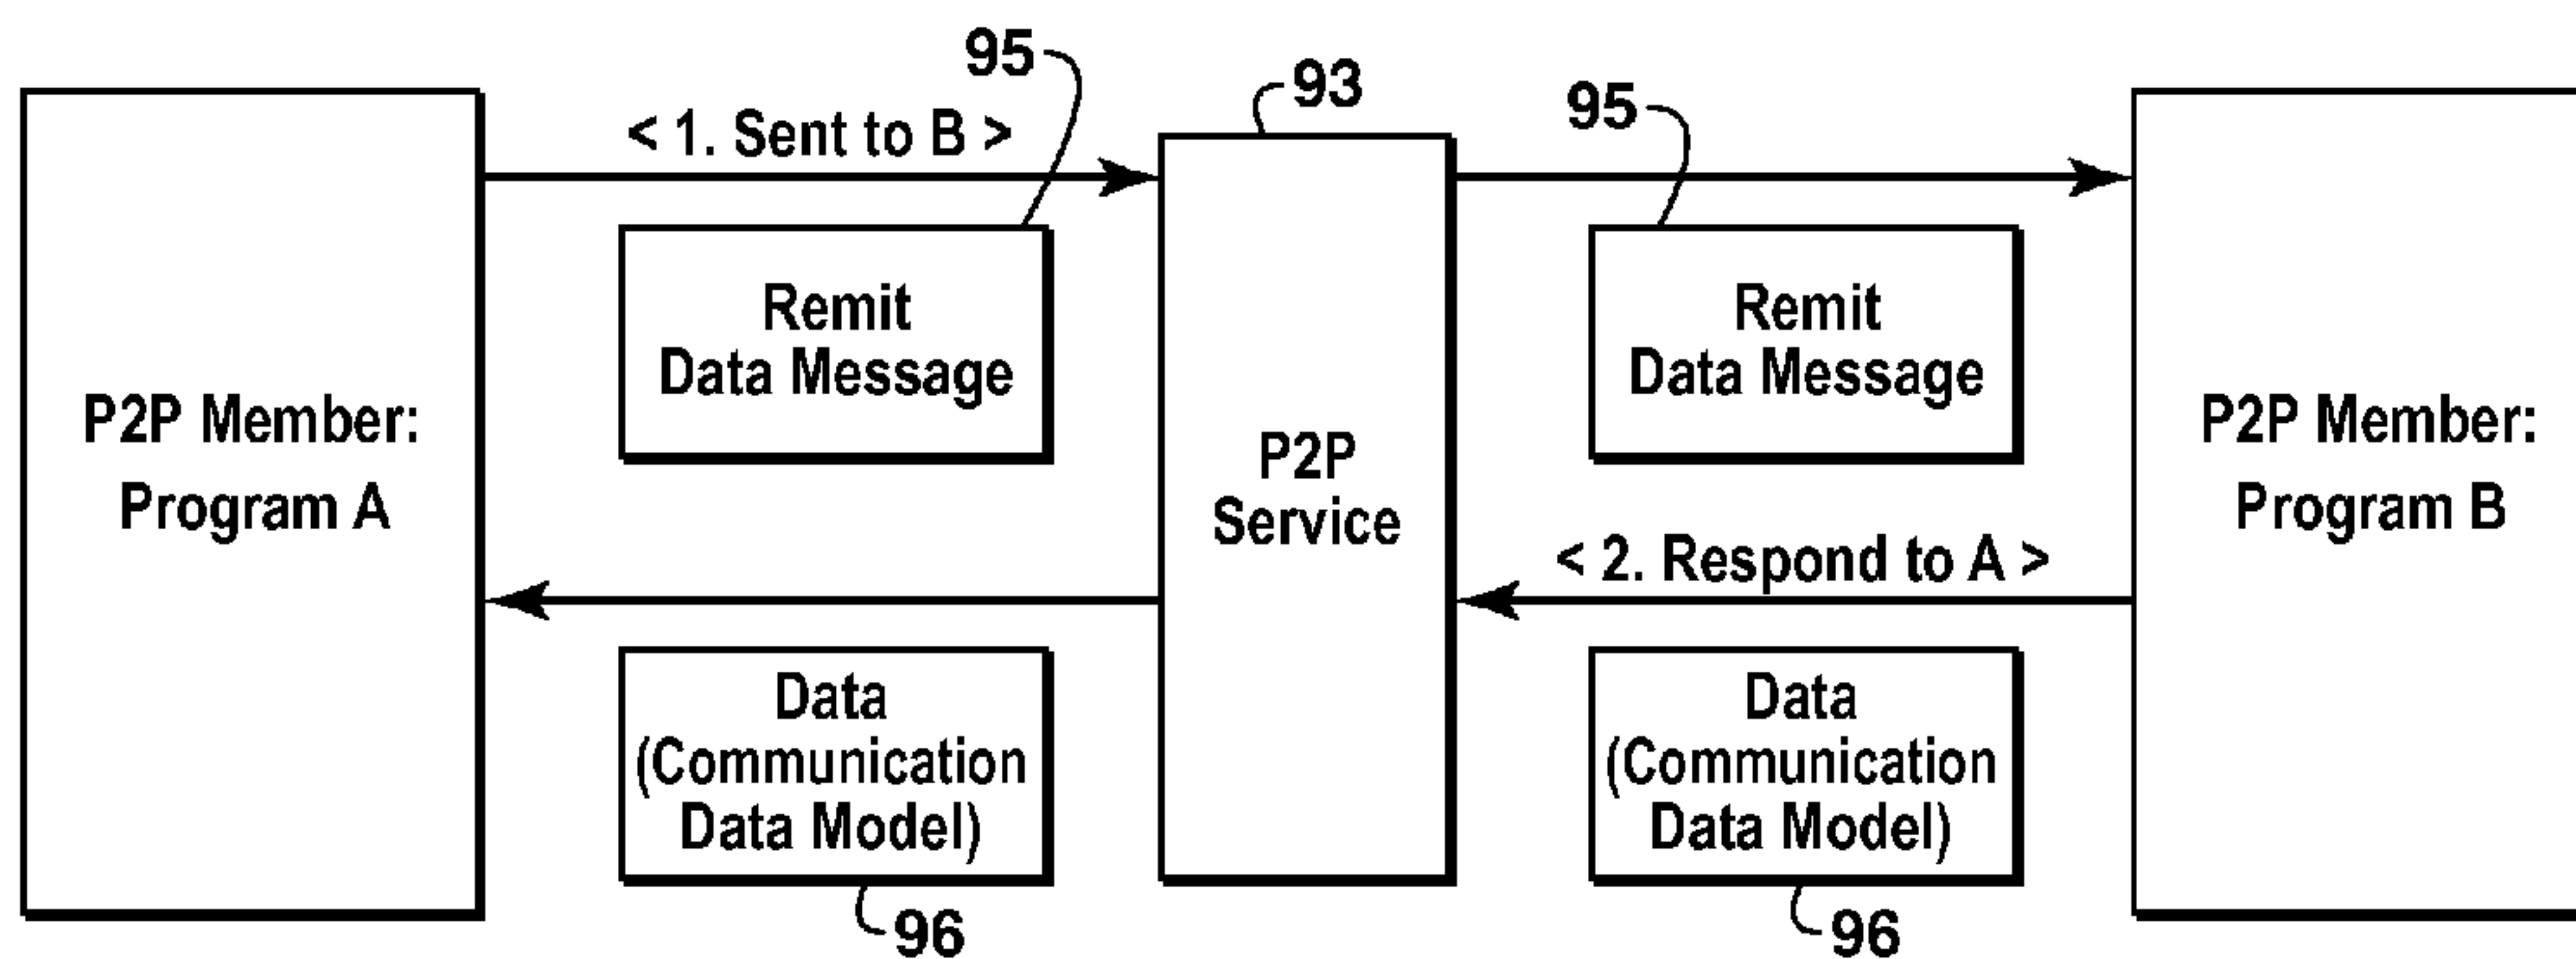 95
93
95
< 1. Sent to B >
Remit
Data Message
Remit
Data Message
P2P Member:
Program A
P2P
Service
P2P Member:
Program B
< 2. Respond to A >
Data
(Communication
Data Model)
Data
(Communication
Data Model)
96
96